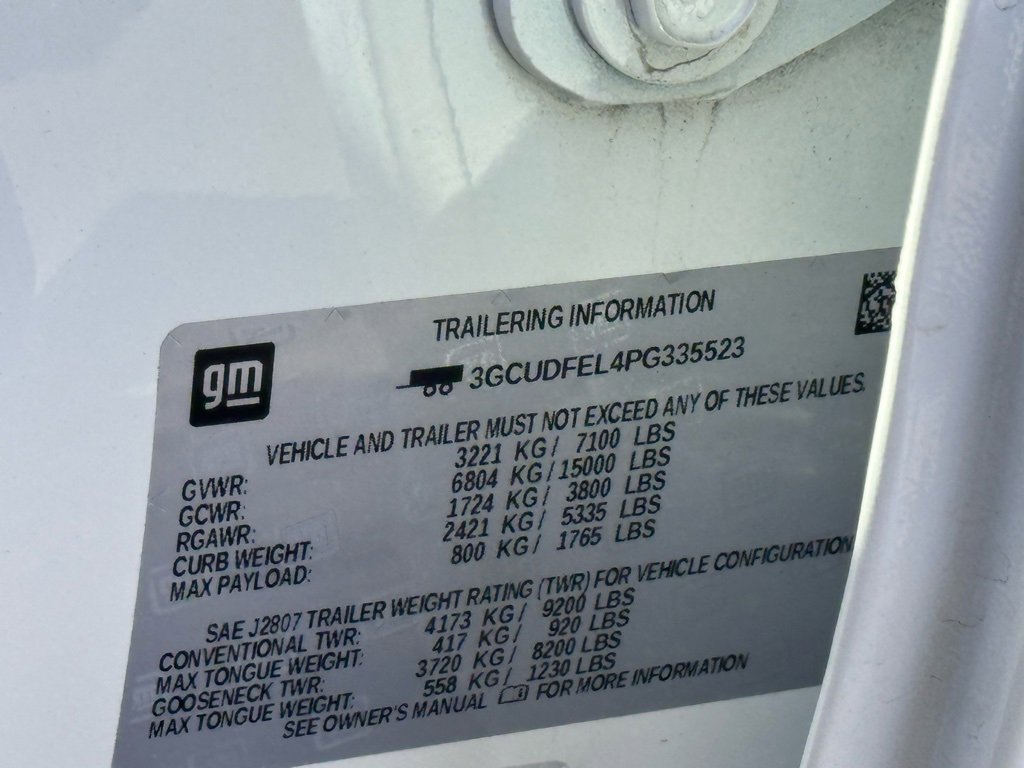 TRAILERING INFORMATION
gm
3GCUDFEL4PG335523
VEHICLE AND TRAILER MUST NOT EXCEED ANY OF THESE VALUES.
GVWR: 3221 KG/ 7100 LBS
GCWR: 6804 KG/15000 LBS
RGAWR: 1724 KG/ 3800 LBS
CURB WEIGHT: 2421 KG/ 5335 LBS
MAX PAYLOAD: 800 KG/ 1765 LBS
SAE J2807 TRAILER WEIGHT RATING (TWR) FOR VEHICLE CONFIGURATION
CONVENTIONAL TWR: 4173 KG/ 9200 LBS
MAX TONGUE WEIGHT: 417 KG/ 920 LBS
GOOSENECK TWR: 3720 KG/ 8200 LBS
MAX TONGUE WEIGHT: 558 KG/ 1230 LBS
SEE OWNER'S MANUAL FOR MORE INFORMATION